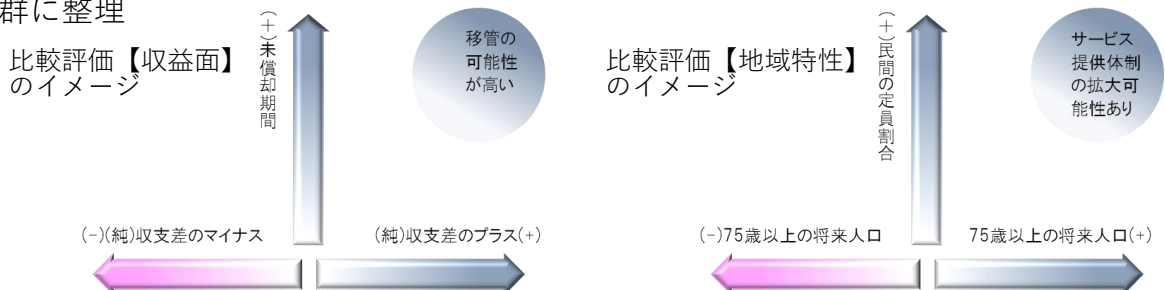 群に整理
比較評価【収益面】
のイメージ
(+)未償却期間
移管の
可能性
が高い
(-)(純)収支差のマイナス
(純)収支差のプラス(+)
比較評価【地域特性】
のイメージ
(+)民間の定員割合
サービス
提供体制
の拡大可
能性あり
(-)75歳以上の将来人口
75歳以上の将来人口(+)